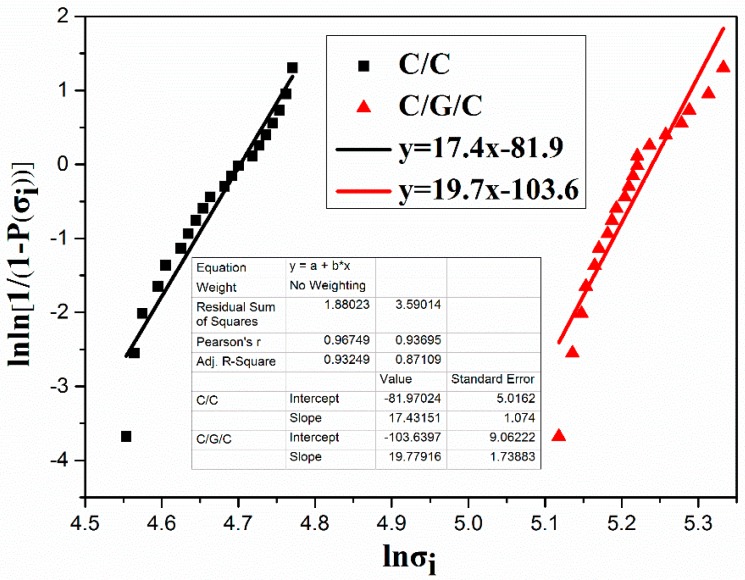 2
1
0
-1
-2
-3
-4
lnln[1/(1-P(σi))]
C/C
C/G/C
y=17.4x-81.9
y=19.7x-103.6
Equation y = a + b*x
Weight No Weighting
Residual Sum of Squares 1.88023 3.59014
Pearson's r 0.96749 0.93695
Adj. R-Square 0.93249 0.87109
Value Standard Error
C/C Intercept -81.97024 5.0162
Slope 17.43151 1.074
C/G/C Intercept -103.6397 9.06222
Slope 19.77916 1.73883
4.5 4.6 4.7 4.8 4.9 5.0 5.1 5.2 5.3
lnσi